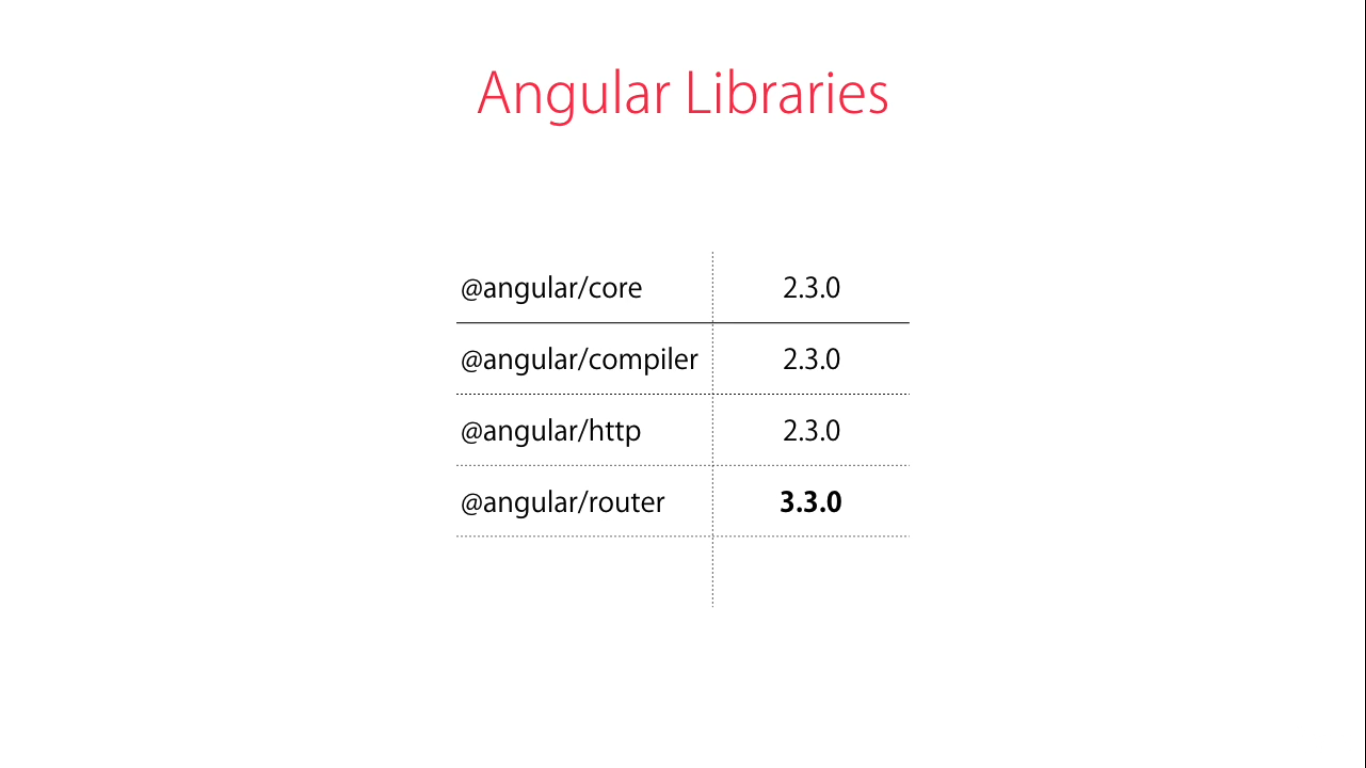 Angular Libraries
@angular/core 2.3.0
@angular/compiler 2.3.0
@angular/http 2.3.0
@angular/router 3.3.0